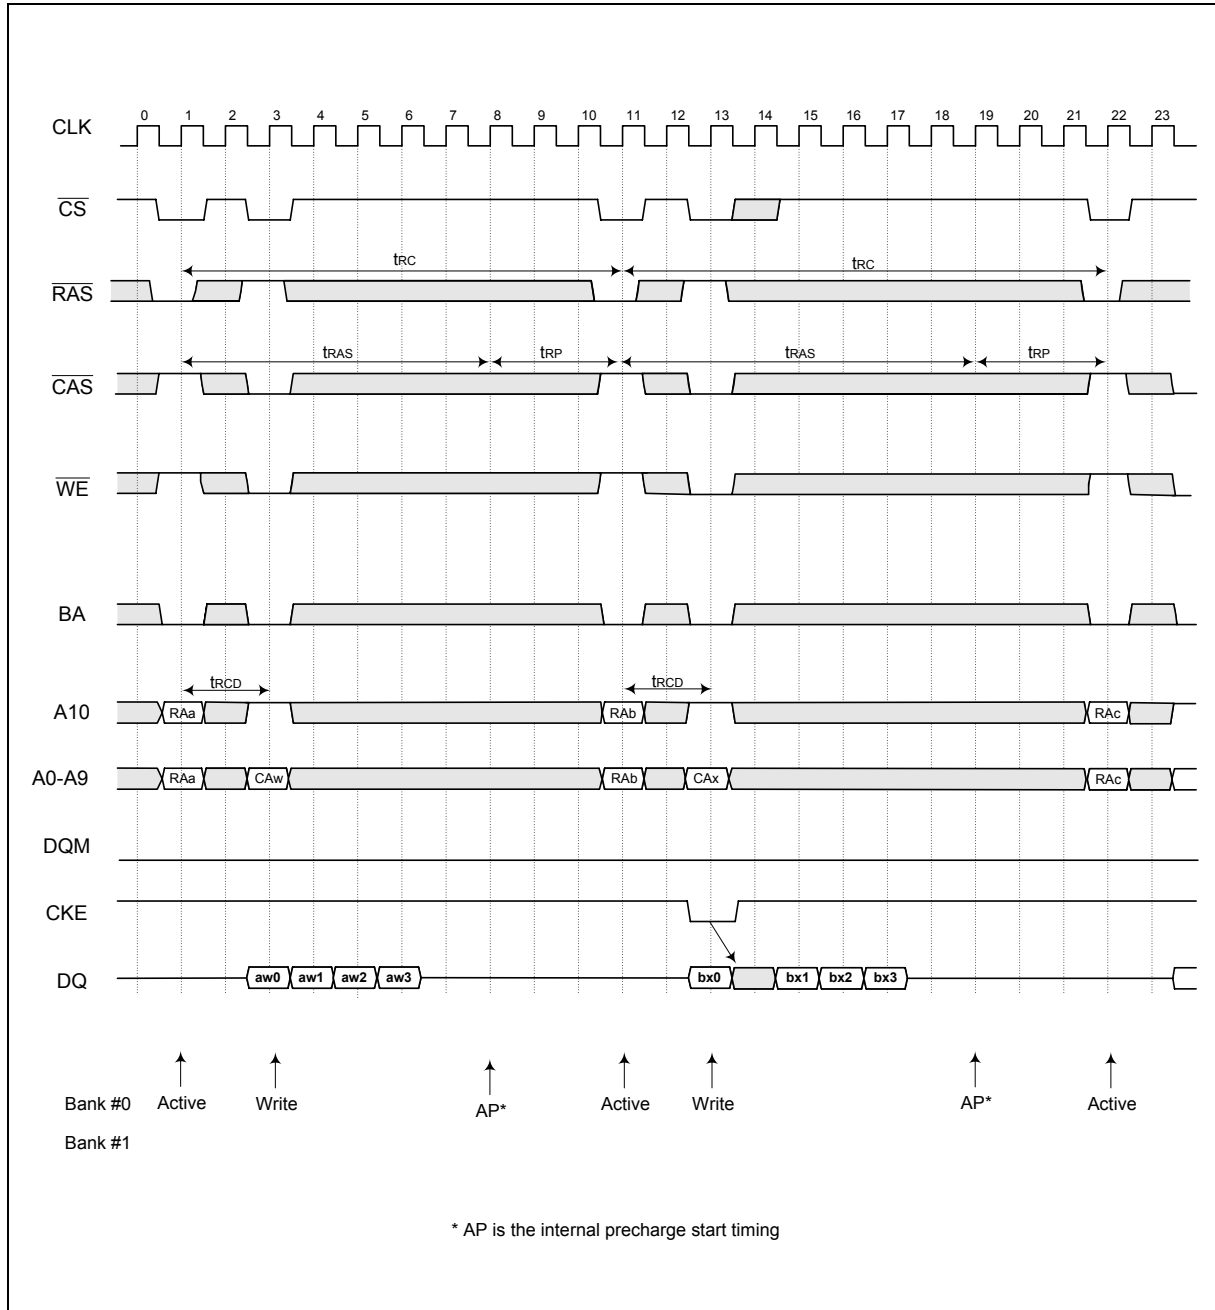 0 1 2 3 4 5 6 7 8 9 10 11 12 13 14 15 16 17 18 19 20 21 22 23
CLK
CS
tRC tRC
RAS
tRAS tRP tRAS tRP
CAS
WE
BA
tRCD tRCD
A10 RAa RAb RAc
A0-A9 RAa CAw RAb CAx RAc
DQM
CKE
DQ aw0 aw1 aw2 aw3 bx0 bx1 bx2 bx3
Bank #0 Active Write AP* Active Write AP* Active
Bank #1
* AP is the internal precharge start timing